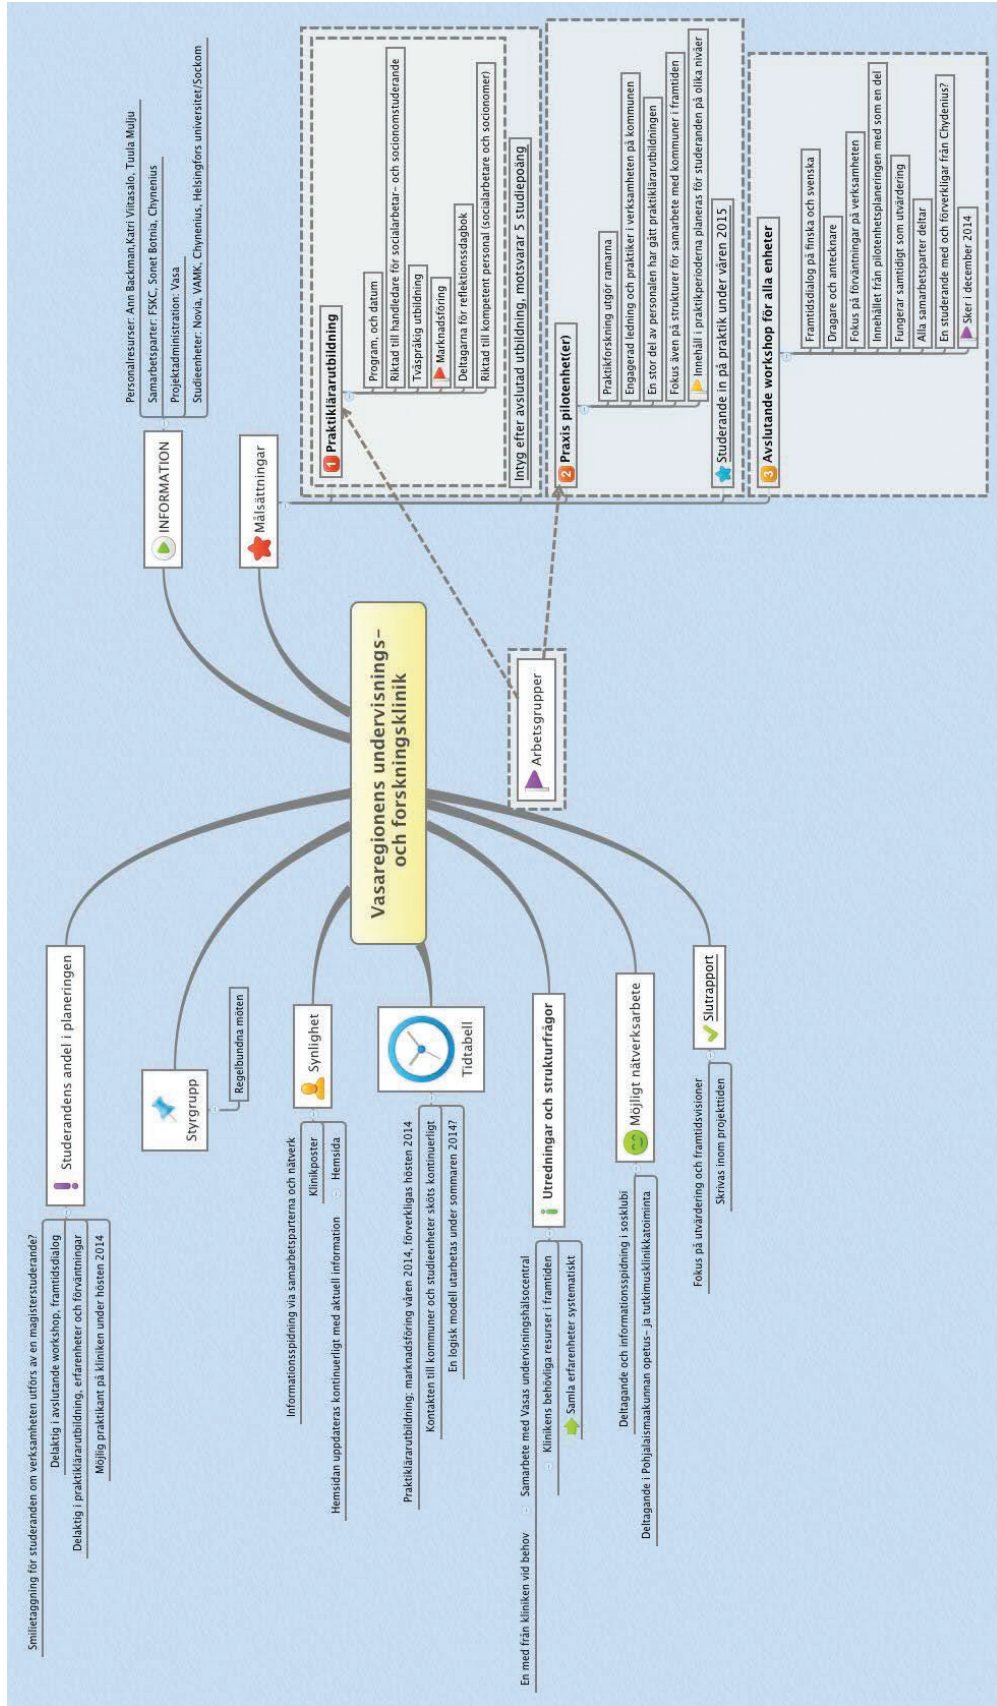 Vasaregionens undervisnings-
och forskningsklinik
INFORMATION
Personalresurser: Ann Backman,Katri Viitasalo, Tuula Mulju
Samarbetsparter: FSKC, Sonet Botnia, Chynenius
Projektadministration: Vasa
Studieenheter: Novia, VAMK, Chynenius, Helsingfors universitet/Sockom
Målsättningar
1 Praktiklärarutbildning
Program, och datum
Riktad till handledare för socialarbetar- och socionomstuderande
Tvåspråkig utbildning
Marknadsföring
Deltagarna för reflektionssdagbok
Riktad till kompetent personal (socialarbetare och socionomer)
Intyg efter avslutad utbildning, motsvarar 5 studiepoäng
2 Praxis pilotenhet(er)
Praktikforskning utgör ramarna
Engagerad ledning och praktiker i verksamheten på kommunen
En stor del av personalen har gått praktiklärarutbildningen
Fokus även på strukturer för samarbete med kommuner i framtiden
Innehåll i praktikperioderna planeras för studeranden på olika nivåer
Studerande in på praktik under våren 2015
3 Avslutande workshop för alla enheter
Framtidsdialog på finska och svenska
Dragare och antecknare
Fokus på förväntningar på verksamheten
Innehållet från pilotenhetsplaneringen med som en del
Fungerar samtidigt som utvärdering
Alla samarbetsparter deltar
En studerande med och förverkligar från Chydenius?
Sker i december 2014
Arbetsgrupper
Studerandens andel i planeringen
Smilietaggning för studeranden om verksamheten utförs av en magisterstuderande?
Delaktig i avslutande workshop, framtidsdialog
Delaktig i praktiklärarutbildning, erfarenheter och förväntningar
Möjlig praktikant på kliniken under hösten 2014
Styrgrupp
Regelbundna möten
Synlighet
Informationsspidning via samarbetsparterna och nätverk
Klinikposter
Hemsida
Hemsidan uppdateras kontinuerligt med aktuell information
Tidtabell
Praktiklärarutbildning; marknadsföring våren 2014, förverkligas hösten 2014
Kontakten till kommuner och studieenheter sköts kontinuerligt
En logisk modell utarbetas under sommaren 2014?
Utredningar och strukturfrågor
Samarbete med Vasas undervisningshälsocentral
En med från kliniken vid behov
Klinikens behövliga resurser i framtiden
Samla erfarenheter systematiskt
Möjligt nätverksarbete
Deltagande och informationsspidning i sosklubi
Deltagande i Pohjalaismaakunnan opetus- ja tutkimusklinikkatoiminta
Slutrapport
Fokus på utvärdering och framtidsvisioner
Skrivas inom projekttiden